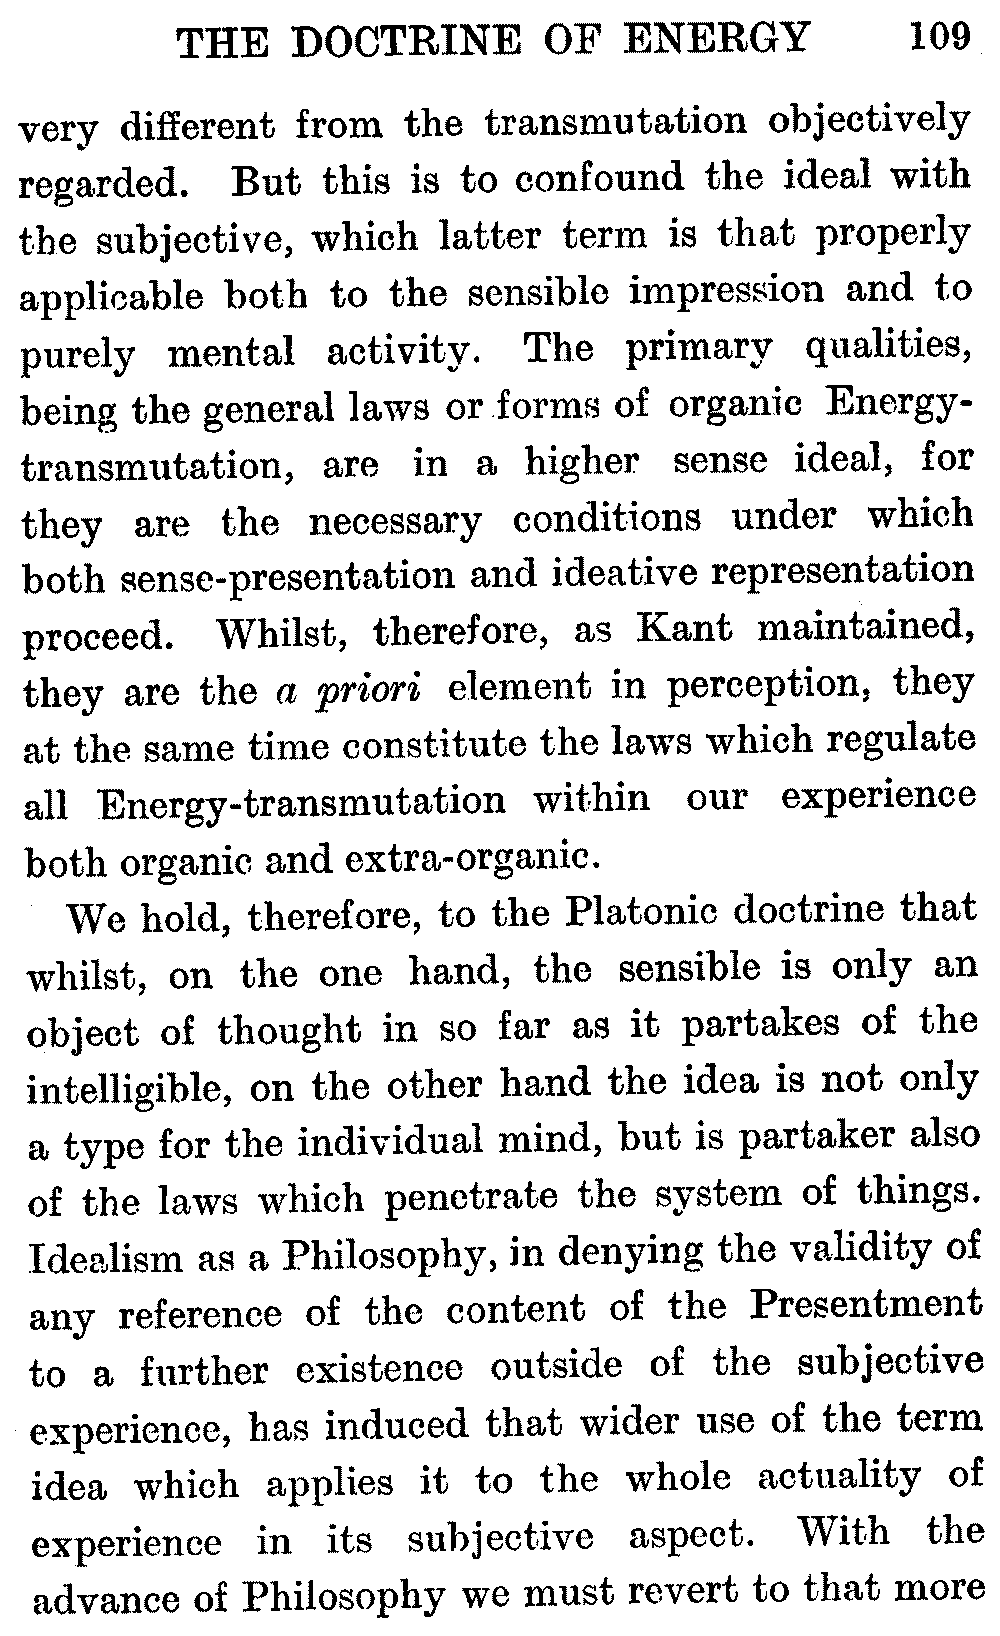 THE DOCTRINE OF ENERGY 109
very different from the transmutation objectively
regarded. But this is to confound the ideal with
the subjective, which latter term is that properly
applicable both to the sensible impression and to
purely mental activity. The primary qualities,
being the general laws or forms of organic Energy-
transmutation, are in a higher sense ideal, for
they are the necessary conditions under which
both sense-presentation and ideative representation
proceed. Whilst, therefore, as Kant maintained,
they are the a priori element in perception, they
at the same time constitute the laws which regulate
all Energy-transmutation within our experience
both organic and extra-organic.
We hold, therefore, to the Platonic doctrine that
whilst, on the one hand, the sensible is only an
object of thought in so far as it partakes of the
intelligible, on the other hand the idea is not only
a type for the individual mind, but is partaker also
of the laws which penetrate the system of things.
Idealism as a Philosophy, in denying the validity of
any reference of the content of the Presentment
to a further existence outside of the subjective
experience, has induced that wider use of the term
idea which applies it to the whole actuality of
experience in its subjective aspect. With the
advance of Philosophy we must revert to that more